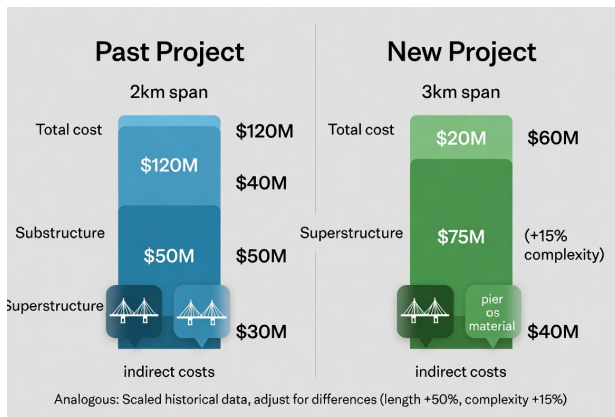 Past Project
2km span
Total cost
$120M
$120M
$40M
Substructure
$50M
$50M
Superstructure
$30M
indirect costs
New Project
3km span
Total cost
$20M
$60M
Superstructure
$75M
(+15%
complexity)
pier
os
material
$40M
indirect costs
Analogous: Scaled historical data, adjust for differences (length +50%, complexity +15%)